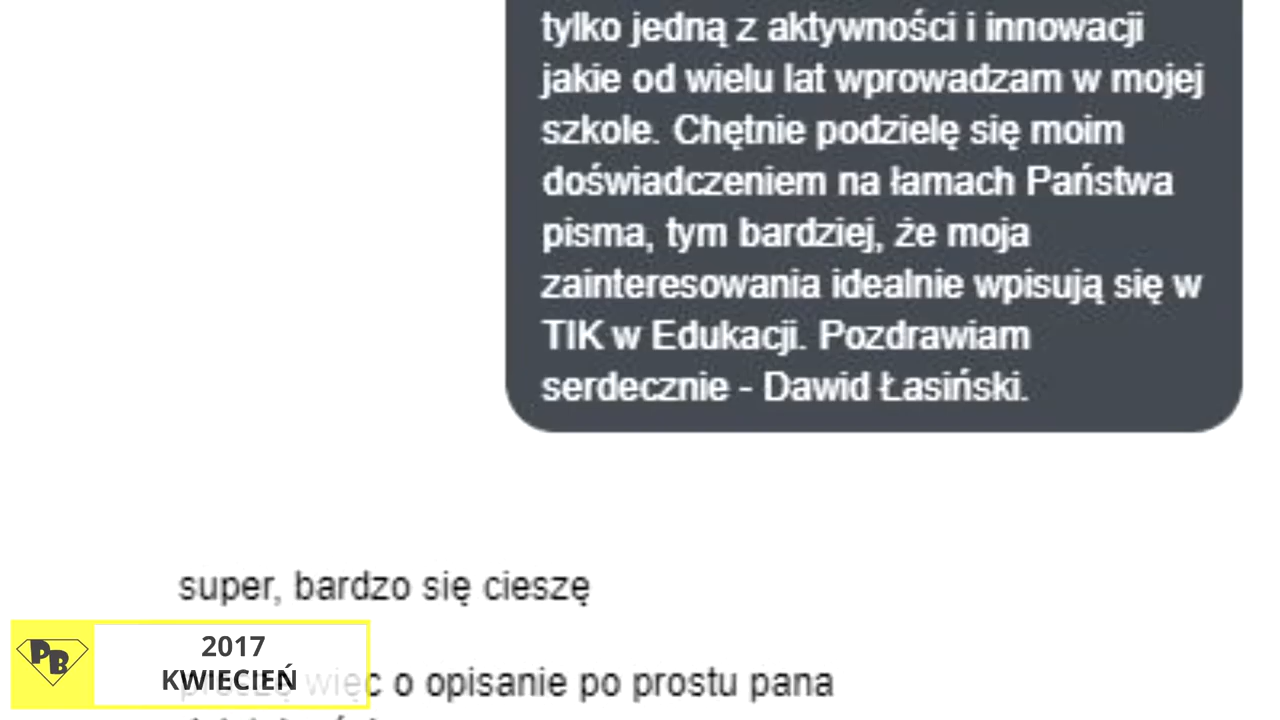 tylko jedną z aktywności i innowacji
jakie od wielu lat wprowadzam w mojej
szkole. Chętnie podzielę się moim
doświadczeniem na łamach Państwa
pisma, tym bardziej, że moja
zainteresowania idealnie wpisują się w
TIK w Edukacji. Pozdrawiam
serdecznie - Dawid Łasiński.
super, bardzo się cieszę
PB
2017
KWIECIEŃ
więc o opisanie po prostu pana